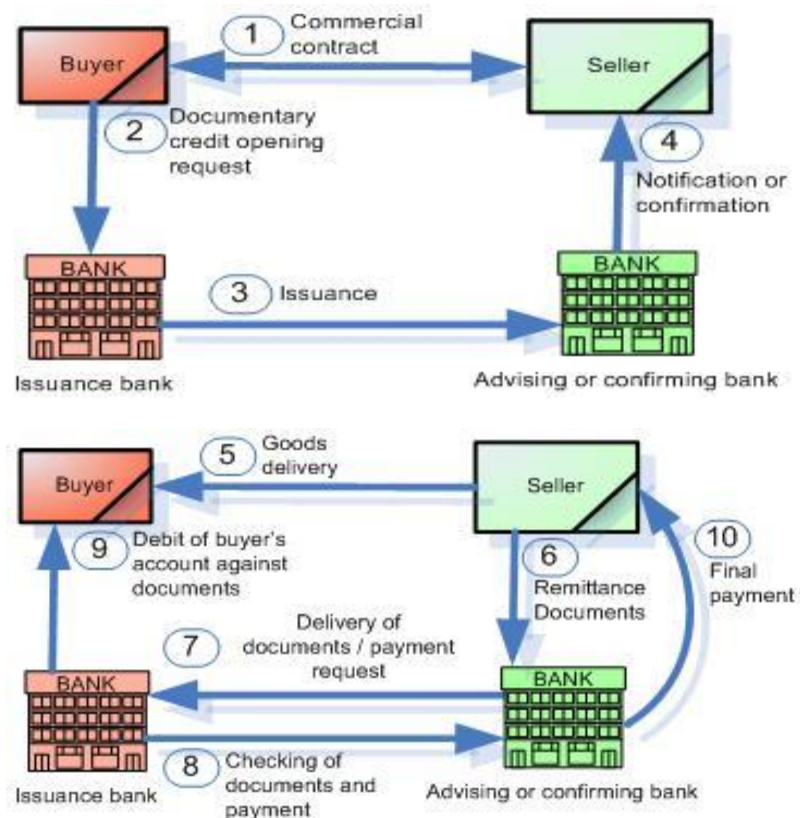 1
Commercial
contract
Buyer
Seller
2
Documentary
credit opening
request
4
Notification or
confirmation
BANK
BANK
3
Issuance
Issuance bank
Advising or confirming bank
5
Goods
delivery
Buyer
Seller
9
Debit of buyer's
account against
documents
6
Remittance
Documents
10
Final
payment
7
Delivery of
documents / payment
request
BANK
BANK
8
Checking of
documents and
payment
Issuance bank
Advising or confirming bank